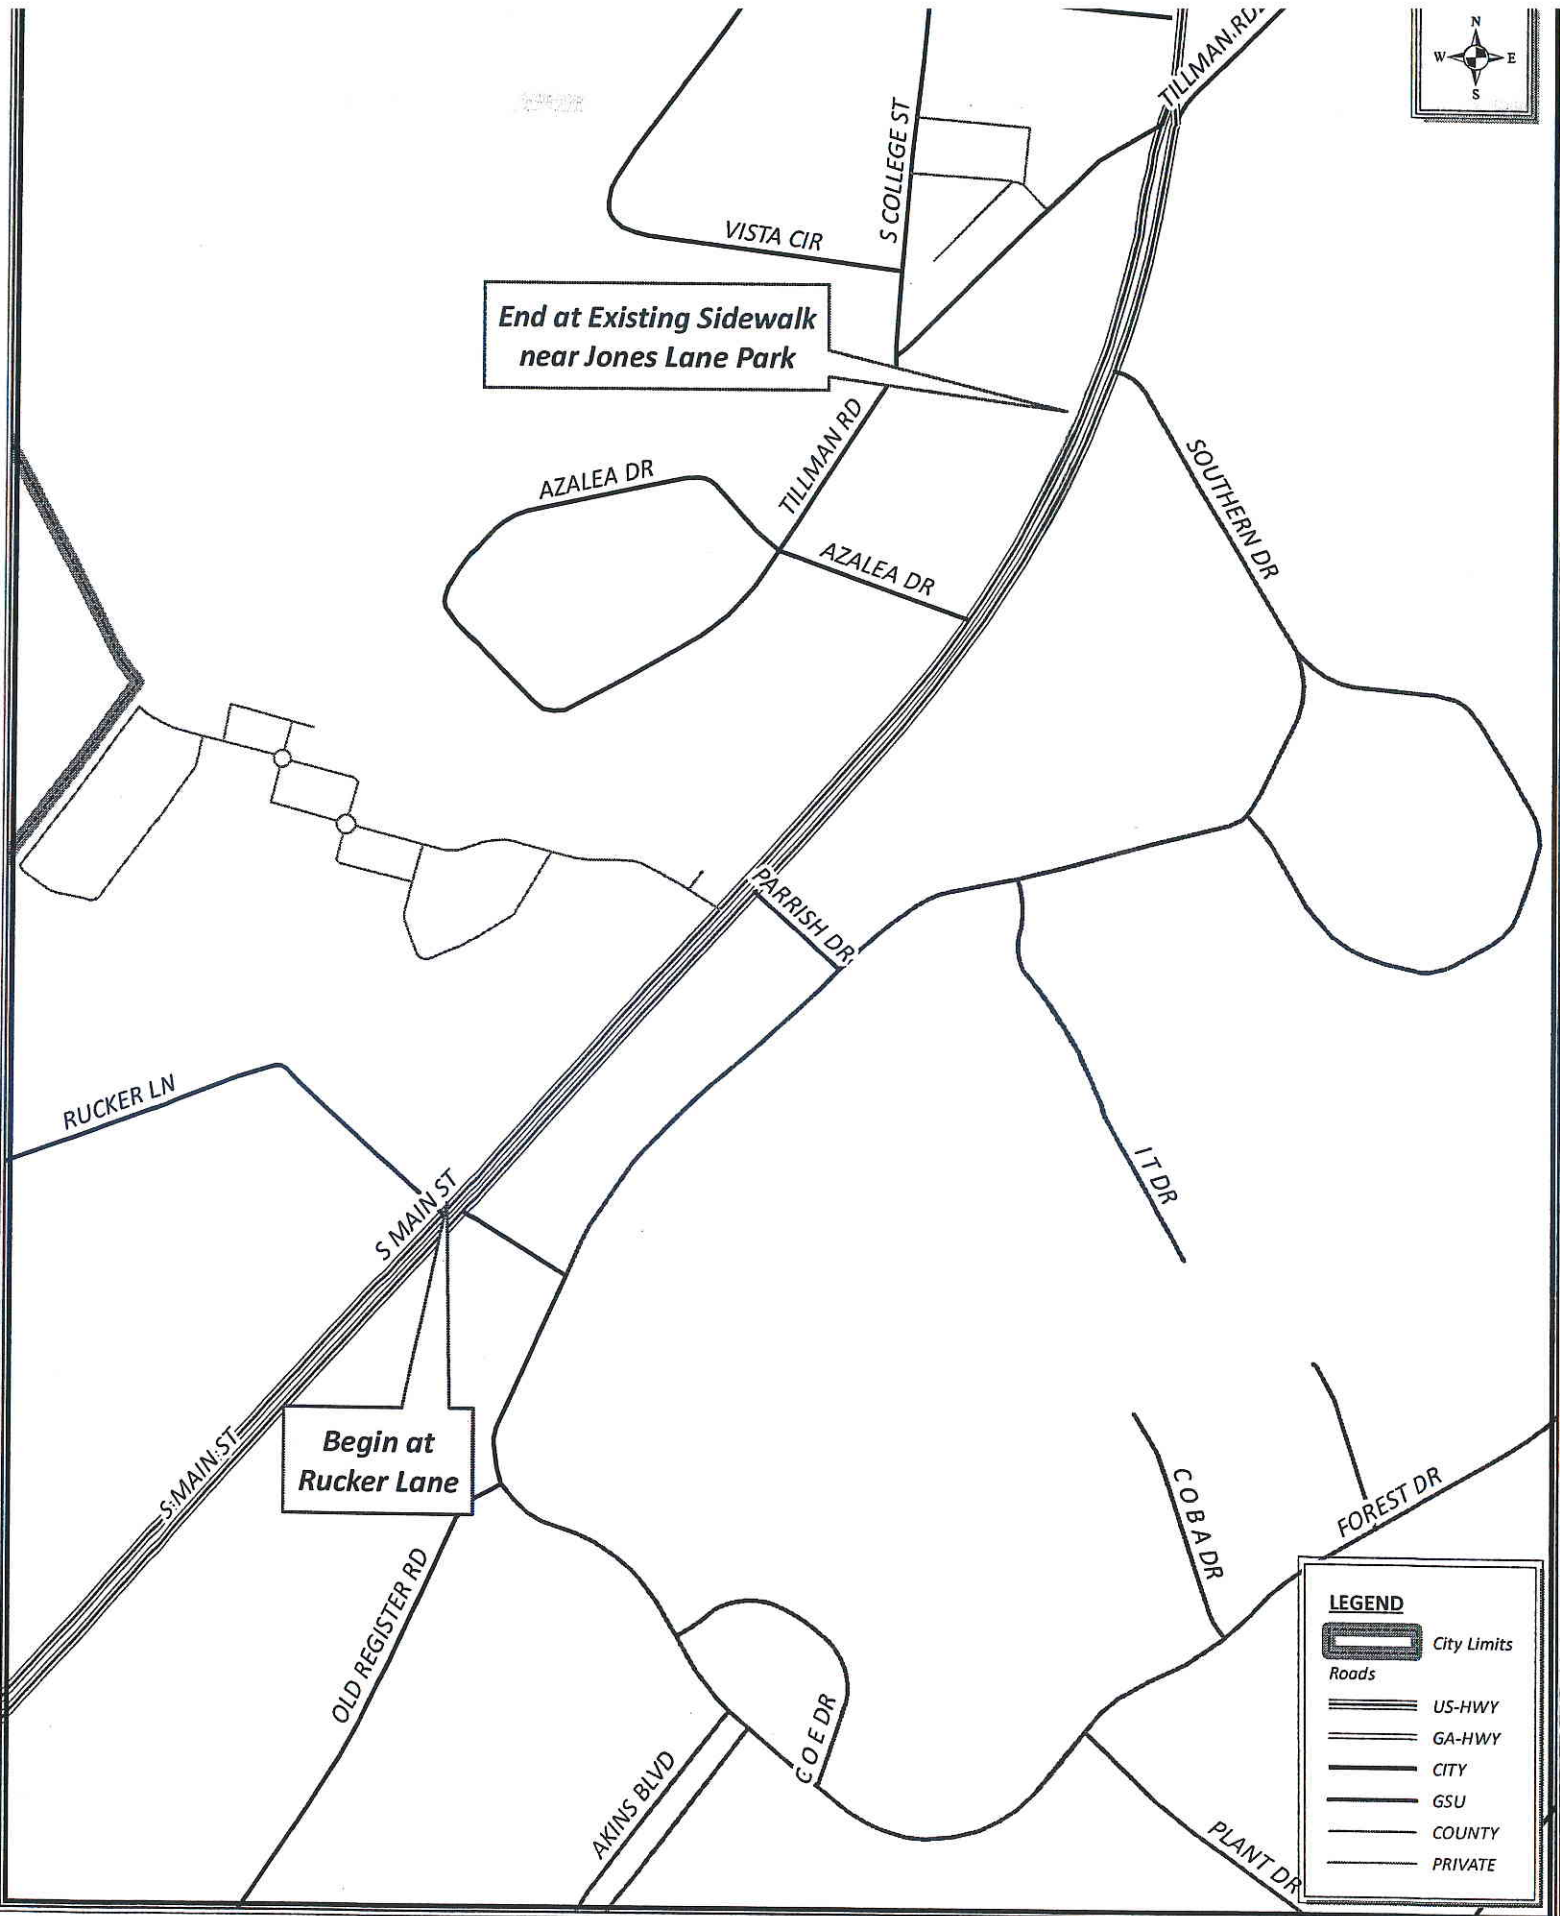 N
W E
S
TILLMAN RD
S COLLEGE ST
VISTA CIR
End at Existing Sidewalk
near Jones Lane Park
TILLMAN RD
AZALEA DR
AZALEA DR
SOUTHERN DR
PARRISH DR
RUCKER LN
S MAIN ST
I T DR
Begin at
Rucker Lane
S MAIN ST
C O B A DR
FOREST DR
OLD REGISTER RD
C O E DR
AKINS BLVD
PLANT DR
LEGEND
City Limits
Roads
US-HWY
GA-HWY
CITY
GSU
COUNTY
PRIVATE